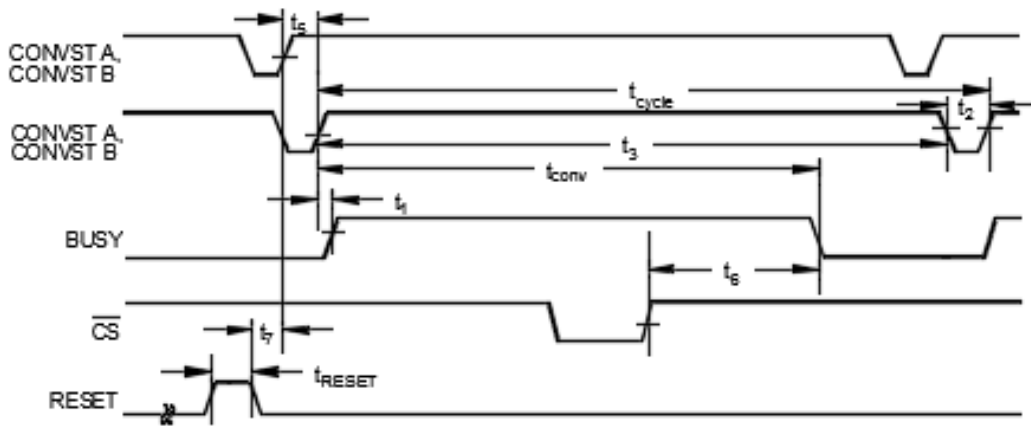 t5
CONVST A,
CONVST B
tcycle
t2
CONVST A,
CONVST B
t3
tconv
t1
BUSY
t6
CS
t7
tRESET
RESET